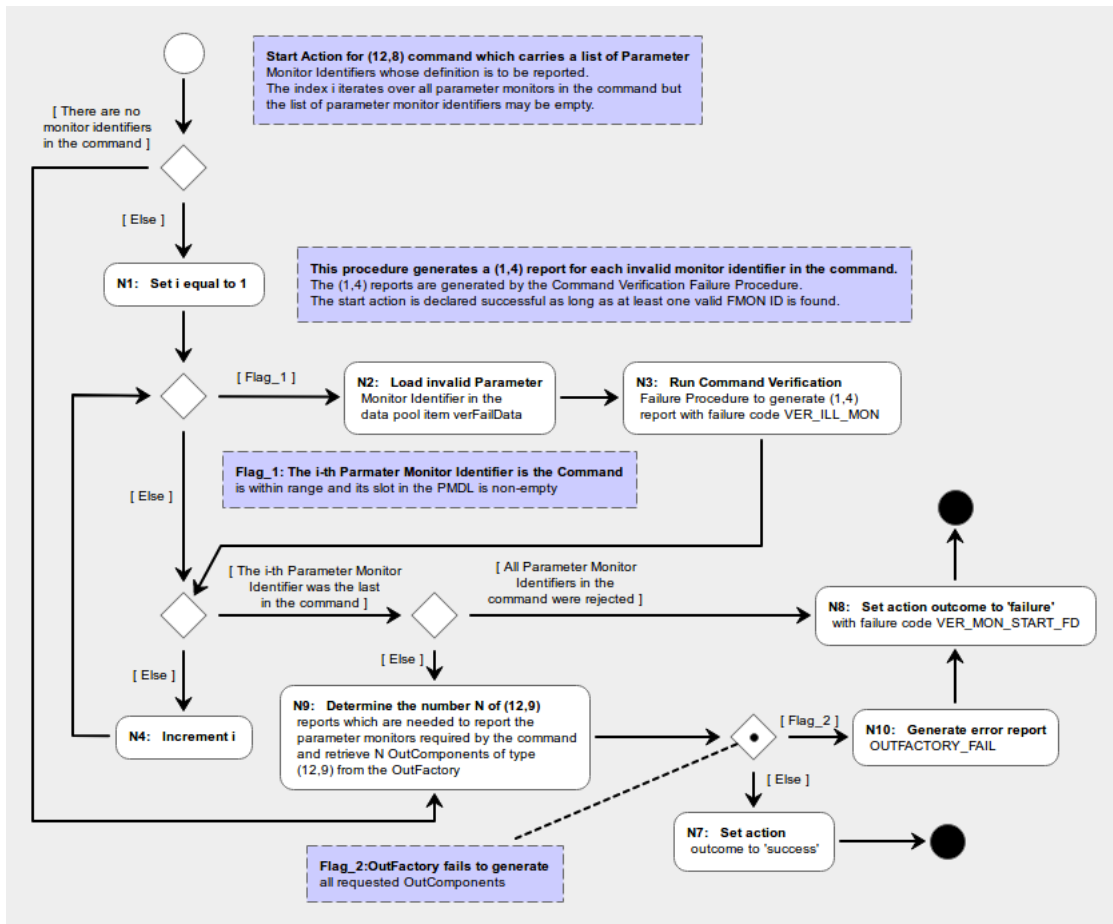 Start Action for (12,8) command which carries a list of Parameter
Monitor Identifiers whose definition is to be reported.
The index i iterates over all parameter monitors in the command but
the list of parameter monitor identifiers may be empty.
[ There are no
monitor identifiers
in the command ]
[ Else ]
N1: Set i equal to 1
This procedure generates a (1,4) report for each invalid monitor identifier in the command.
The (1,4) reports are generated by the Command Verification Failure Procedure.
The start action is declared successful as long as at least one valid FMON ID is found.
[ Flag_1 ]
N2: Load invalid Parameter
Monitor Identifier in the
data pool item verFailData
N3: Run Command Verification
Failure Procedure to generate (1,4)
report with failure code VER_ILL_MON
Flag_1: The i-th Parmater Monitor Identifier is the Command
is within range and its slot in the PMDL is non-empty
[ Else ]
[ The i-th Parameter Monitor
Identifier was the last
in the command ]
[ All Parameter Monitor
Identifiers in the
command were rejected ]
N8: Set action outcome to 'failure'
with failure code VER_MON_START_FD
[ Else ]
[ Else ]
N4: Increment i
N9: Determine the number N of (12,9)
reports which are needed to report the
parameter monitors required by the command
and retrieve N OutComponents of type
(12,9) from the OutFactory
[ Flag_2 ]
N10: Generate error report
OUTFACTORY_FAIL
[ Else ]
N7: Set action
outcome to 'success'
Flag_2:OutFactory fails to generate
all requested OutComponents